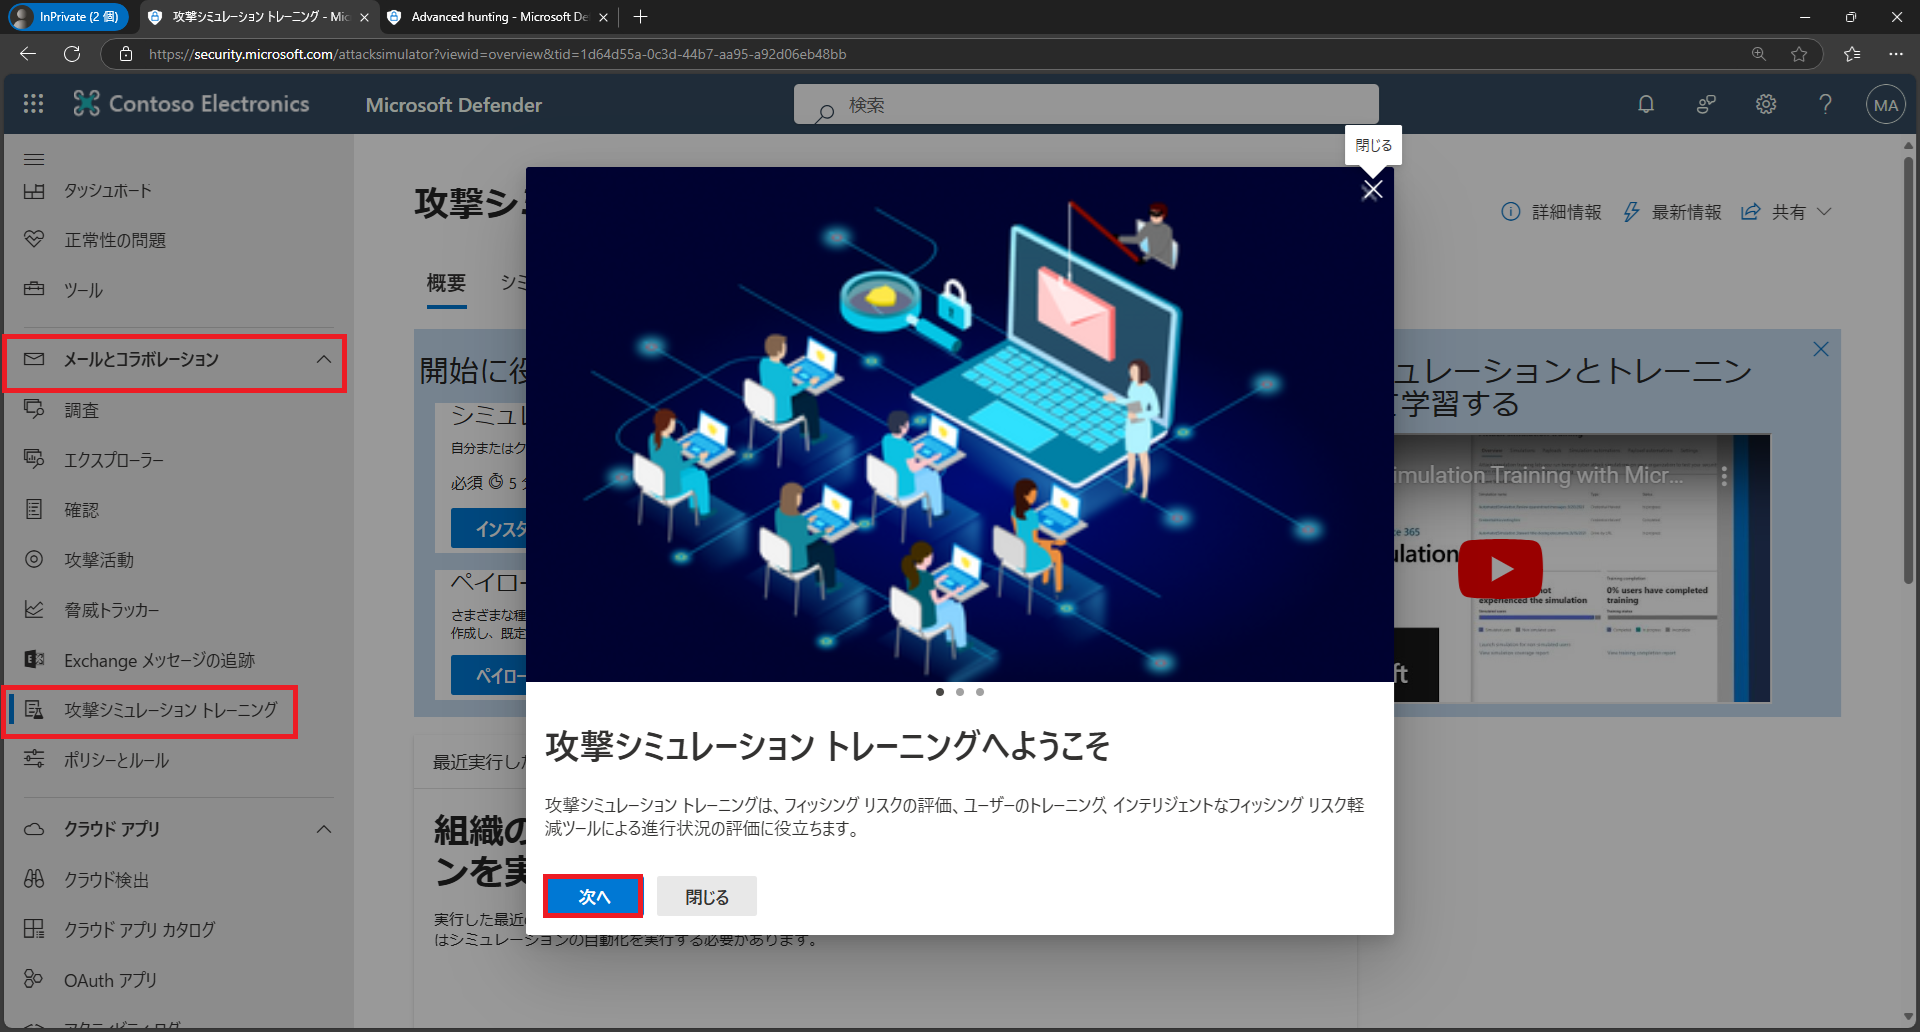 InPrivate (2 個)
攻撃シミュレーション トレーニング - Mic
Advanced hunting - Microsoft De
https://security.microsoft.com/attacksimulator?viewid=overview&tid=1d64d55a-0c3d-44b7-aa95-a92d06eb48bb
Contoso Electronics
Microsoft Defender
検索
MA
閉じる
ダッシュボード
正常性の問題
ツール
メールとコラボレーション
調査
エクスプローラー
確認
攻撃活動
脅威トラッカー
Exchange メッセージの追跡
攻撃シミュレーション トレーニング
ポリシーとルール
クラウド アプリ
クラウド検出
クラウド アプリ カタログ
OAuth アプリ
アクティビティ ログ
攻撃シミ
詳細情報
最新情報
共有
概要
シミ
開始に役
シミュレ
自分またはク
必須 5 分
インスタ
ペイロー
さまざまな種
作成し、既定
ペイロー
ュレーションとトレーニン
て学習する
imulation Training with Micr...
ce 365
ulation
ot
experienced the simulation
0% users have completed
training
ft
最近実行した
組織の
ンを実
実行した最近の
はシミュレーションの自動化を実行する必要があります。
攻撃シミュレーション トレーニングへようこそ
攻撃シミュレーション トレーニングは、フィッシング リスクの評価、ユーザーのトレーニング、インテリジェントなフィッシング リスク軽
減ツールによる進行状況の評価に役立ちます。
次へ
閉じる